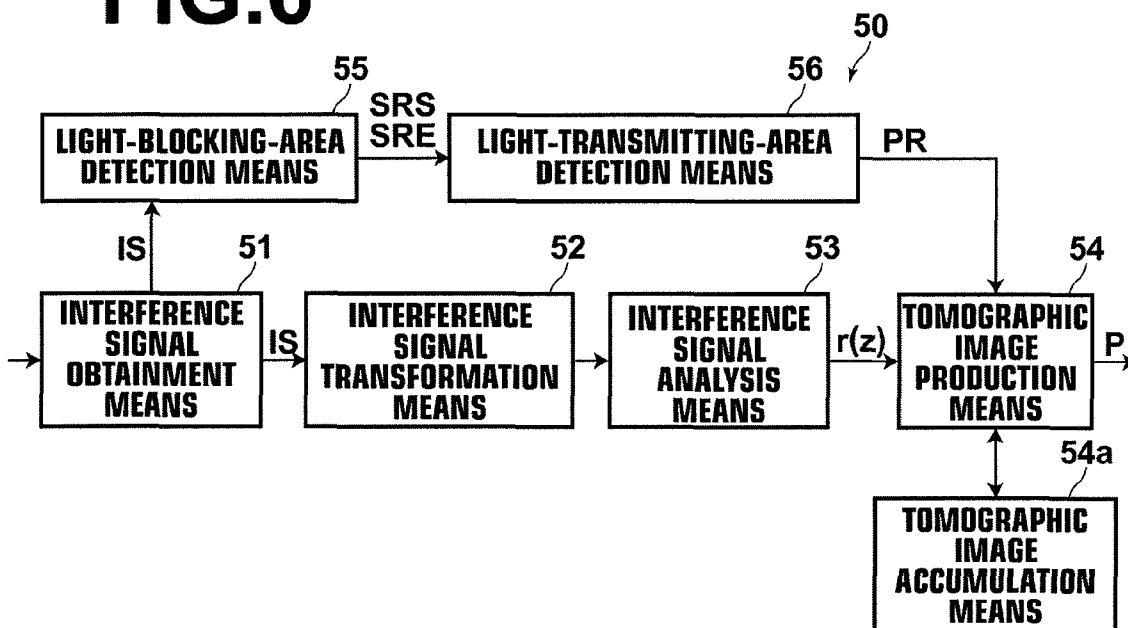 FIG.6
50
55
SRS
SRE
56
LIGHT-BLOCKING-AREA
DETECTION MEANS
LIGHT-TRANSMITTING-AREA
DETECTION MEANS
PR
IS
51
52
53
54
INTERFERENCE
SIGNAL
OBTAINMENT
MEANS
IS
INTERFERENCE
SIGNAL
TRANSFORMATION
MEANS
INTERFERENCE
SIGNAL
ANALYSIS
MEANS
r(z)
TOMOGRAPHIC
IMAGE
PRODUCTION
MEANS
P
54a
TOMOGRAPHIC
IMAGE
ACCUMULATION
MEANS